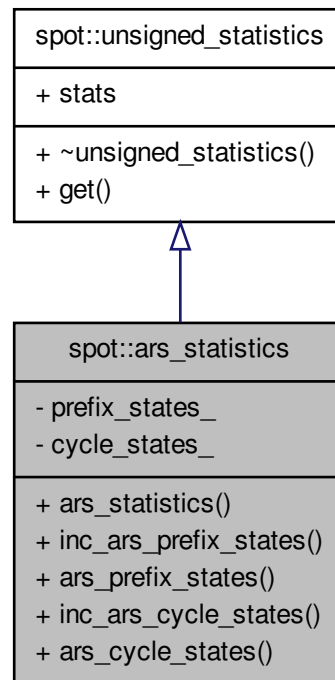 spot::unsigned_statistics
+ stats
+ ~unsigned_statistics()
+ get()
spot::ars_statistics
- prefix_states_
- cycle_states_
+ ars_statistics()
+ inc_ars_prefix_states()
+ ars_prefix_states()
+ inc_ars_cycle_states()
+ ars_cycle_states()